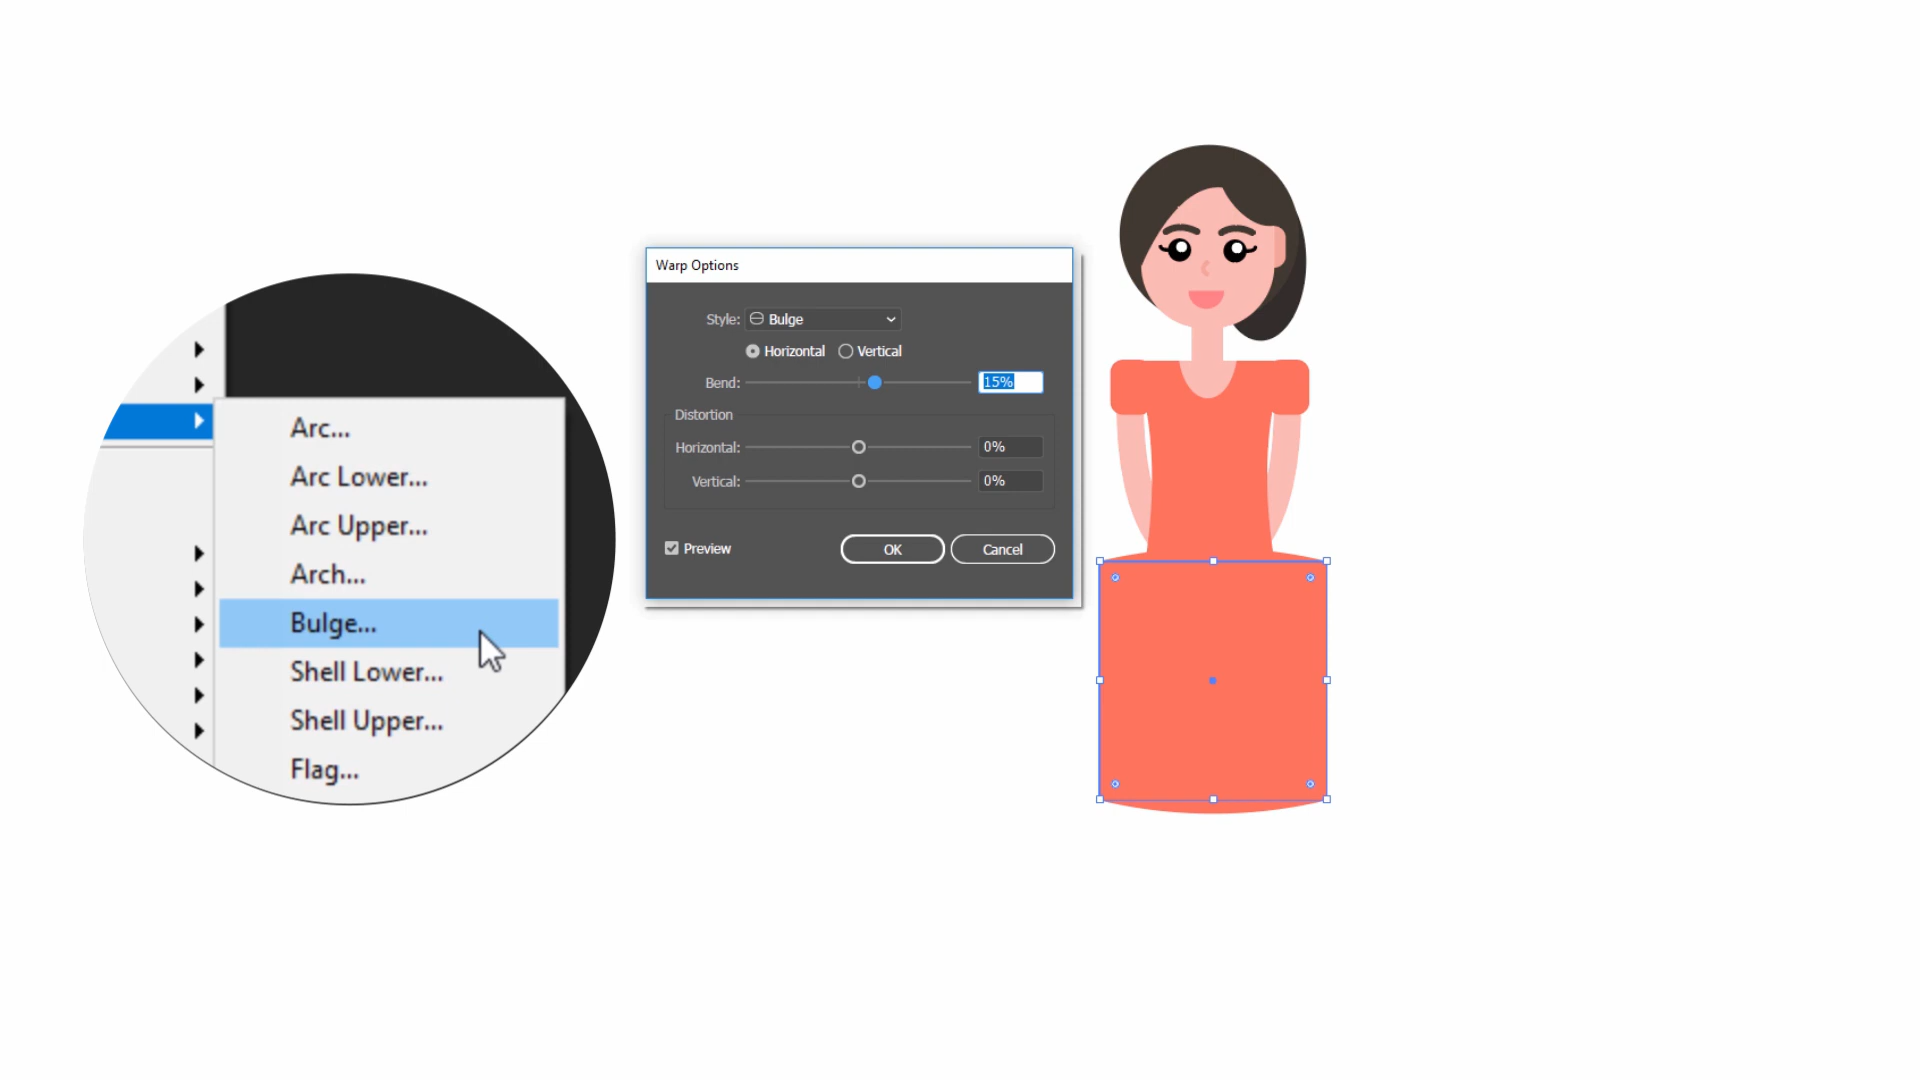 Arc...
Arc Lower...
Arc Upper...
Arch...
Bulge...
Shell Lower...
Shell Upper...
Flag...
Warp Options
Style: Bulge
Horizontal Vertical
Bend: 15%
Distortion
Horizontal: 0%
Vertical: 0%
Preview OK Cancel